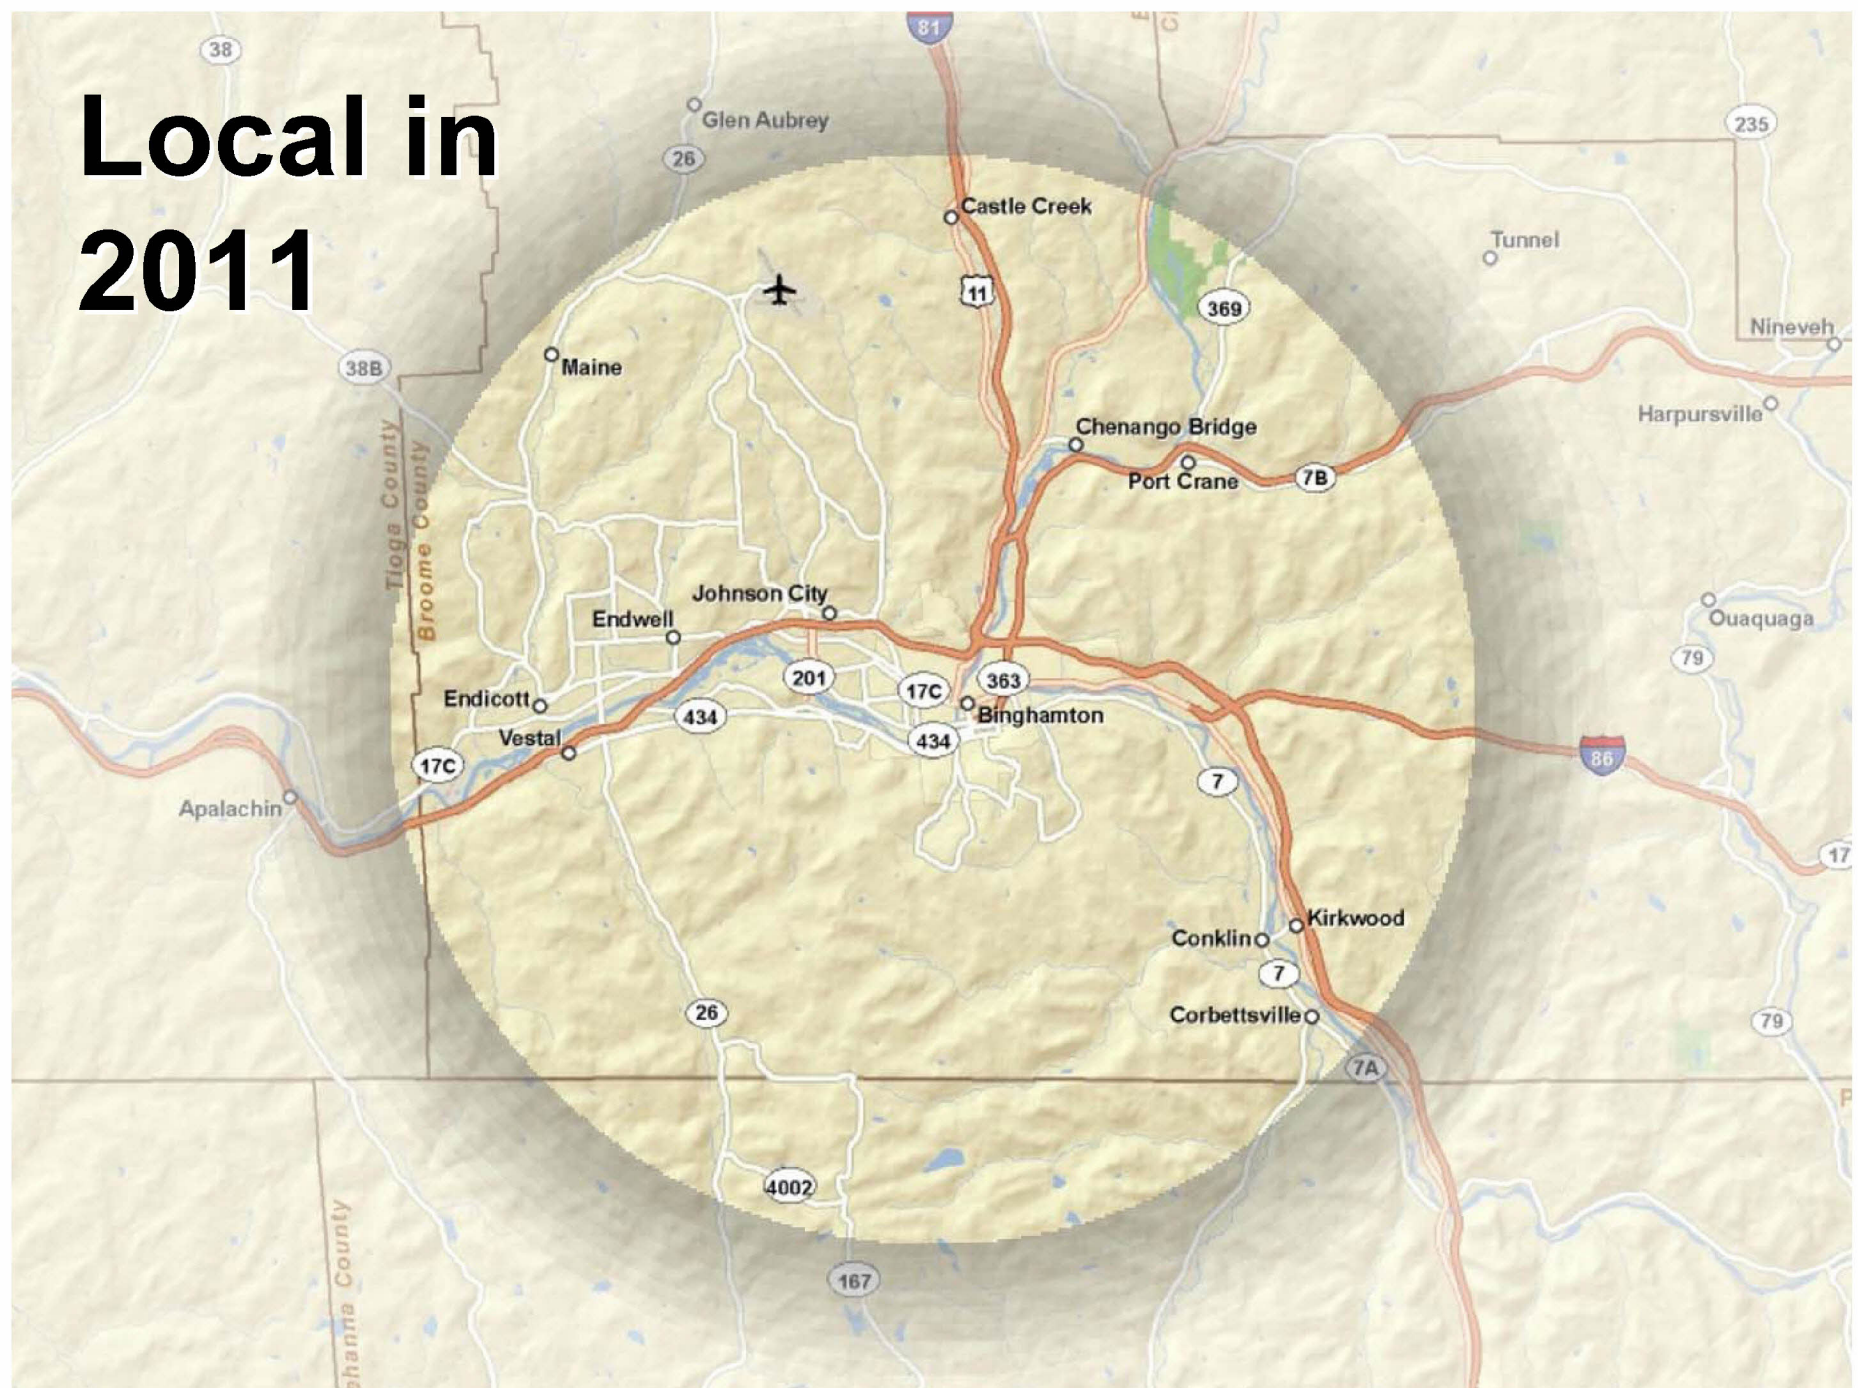 Local in
2011
81
38
Glen Aubrey
26
235
Castle Creek
Tunnel
11
369
Nineveh
38B
Maine
Harpursville
Chenango Bridge
Port Crane
7B
Tioga County
Broome County
Johnson City
Endwell
Ouaquaga
79
201
17C
363
Endicott
434
Binghamton
Vestal
434
17C
86
7
Apalachin
17
Kirkwood
Conklin
7
26
Corbettsville
79
7A
4002
167
ehanna County